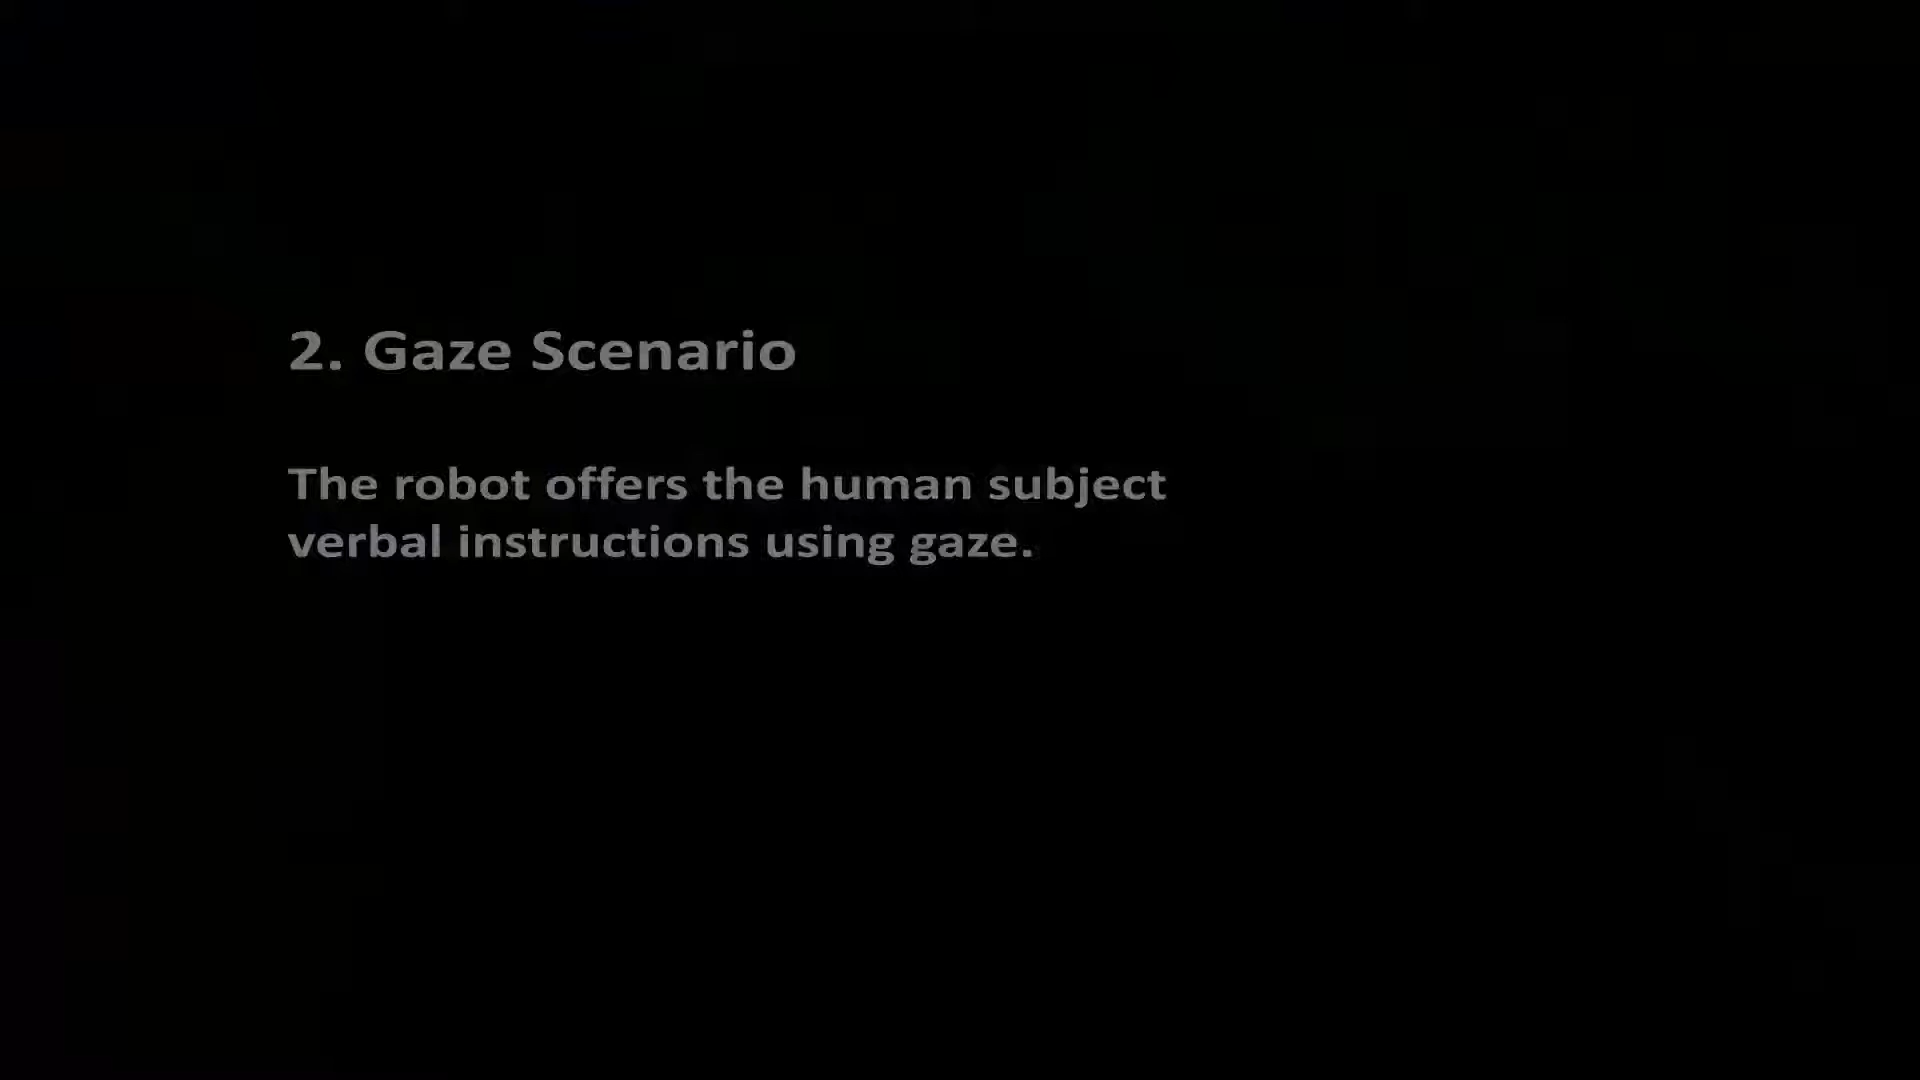 2. Gaze Scenario
The robot offers the human subject
verbal instructions using gaze.